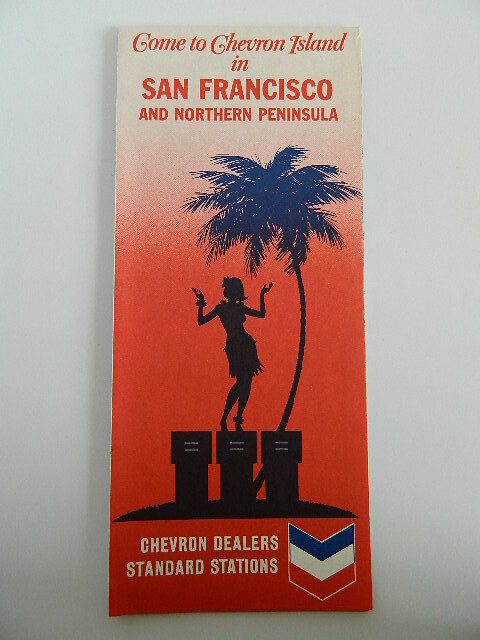 Come to Chevron Island
in
SAN FRANCISCO
AND NORTHERN PENINSULA
CHEVRON DEALERS
STANDARD STATIONS